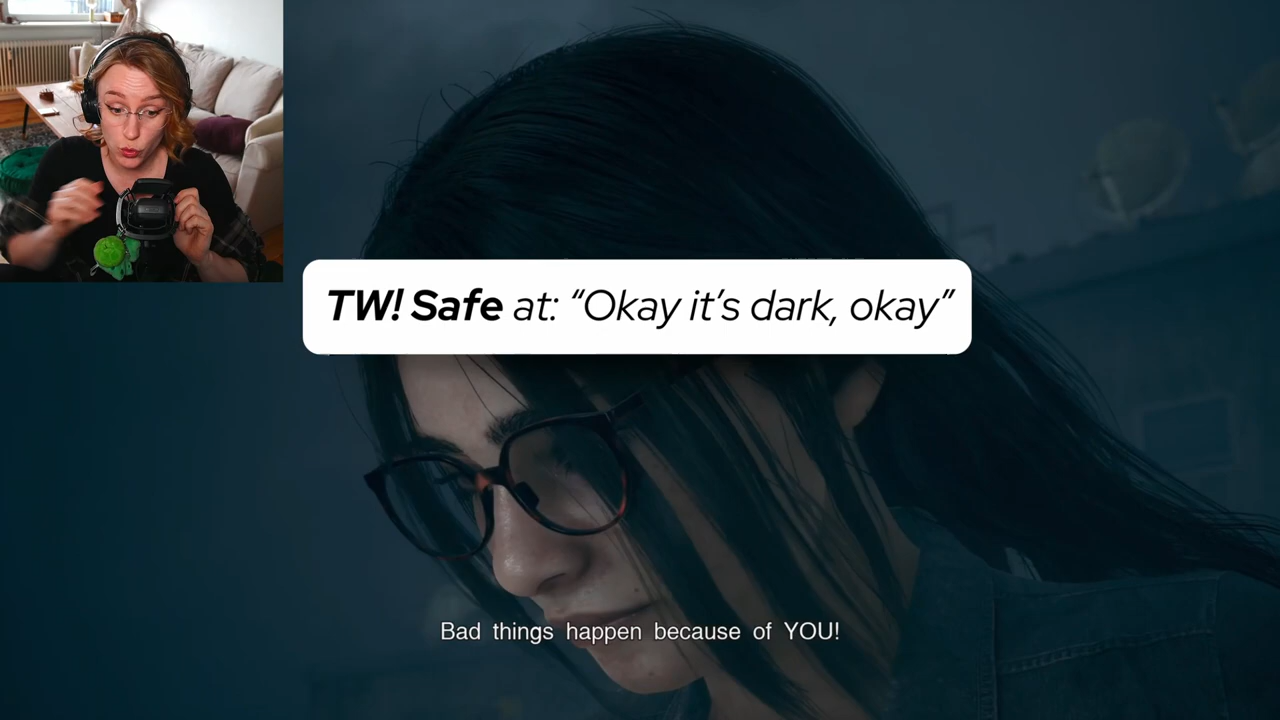 TW! Safe at: “Okay it’s dark, okay”
Bad things happen because of YOU!